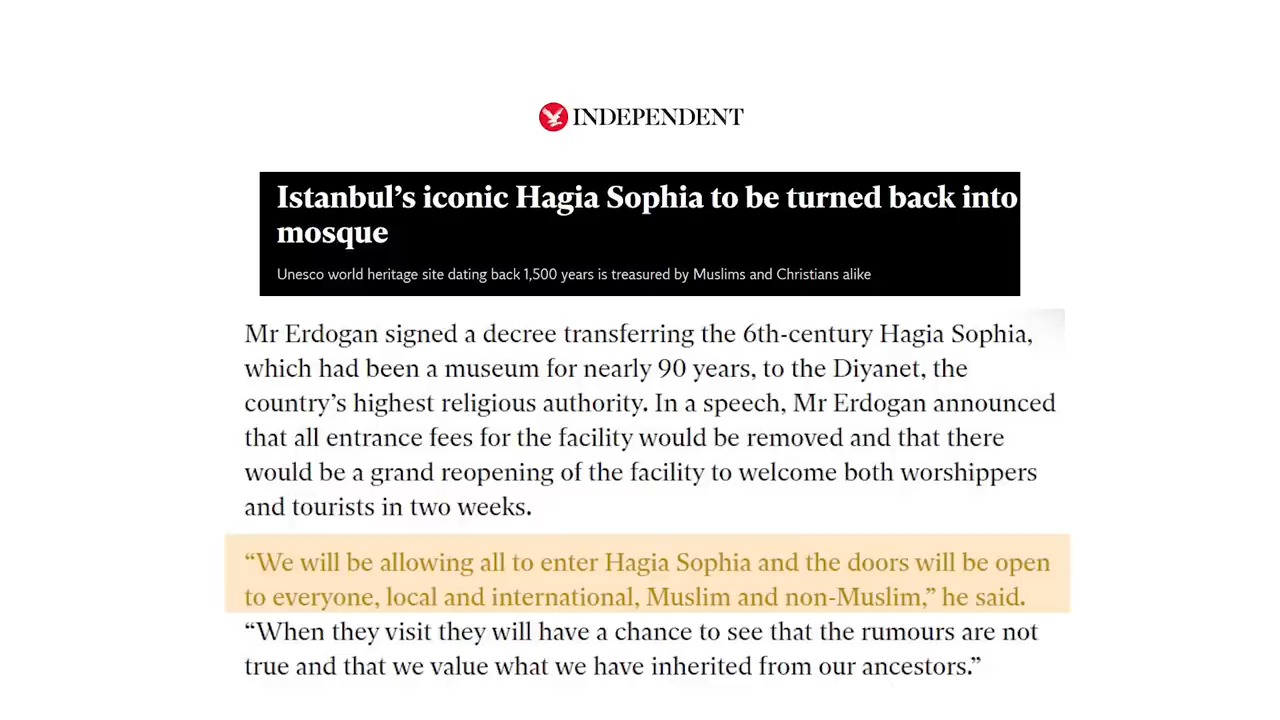 INDEPENDENT
Istanbul’s iconic Hagia Sophia to be turned back into
mosque
Unesco world heritage site dating back 1,500 years is treasured by Muslims and Christians alike
Mr Erdogan signed a decree transferring the 6th-century Hagia Sophia,
which had been a museum for nearly 90 years, to the Diyanet, the
country’s highest religious authority. In a speech, Mr Erdogan announced
that all entrance fees for the facility would be removed and that there
would be a grand reopening of the facility to welcome both worshippers
and tourists in two weeks.
“We will be allowing all to enter Hagia Sophia and the doors will be open
to everyone, local and international, Muslim and non-Muslim,” he said.
“When they visit they will have a chance to see that the rumours are not
true and that we value what we have inherited from our ancestors.”